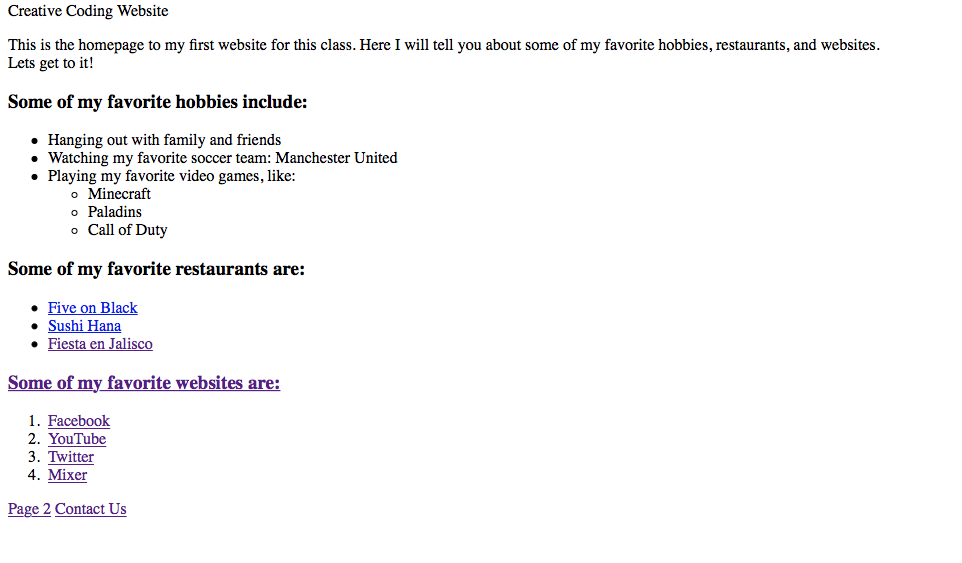 Creative Coding Website
This is the homepage to my first website for this class. Here I will tell you about some of my favorite hobbies, restaurants, and websites.
Lets get to it!
Some of my favorite hobbies include:
• Hanging out with family and friends
• Watching my favorite soccer team: Manchester United
• Playing my favorite video games, like:
◦ Minecraft
◦ Paladins
◦ Call of Duty
Some of my favorite restaurants are:
• Five on Black
• Sushi Hana
• Fiesta en Jalisco
Some of my favorite websites are:
1. Facebook
2. YouTube
3. Twitter
4. Mixer
Page 2 Contact Us